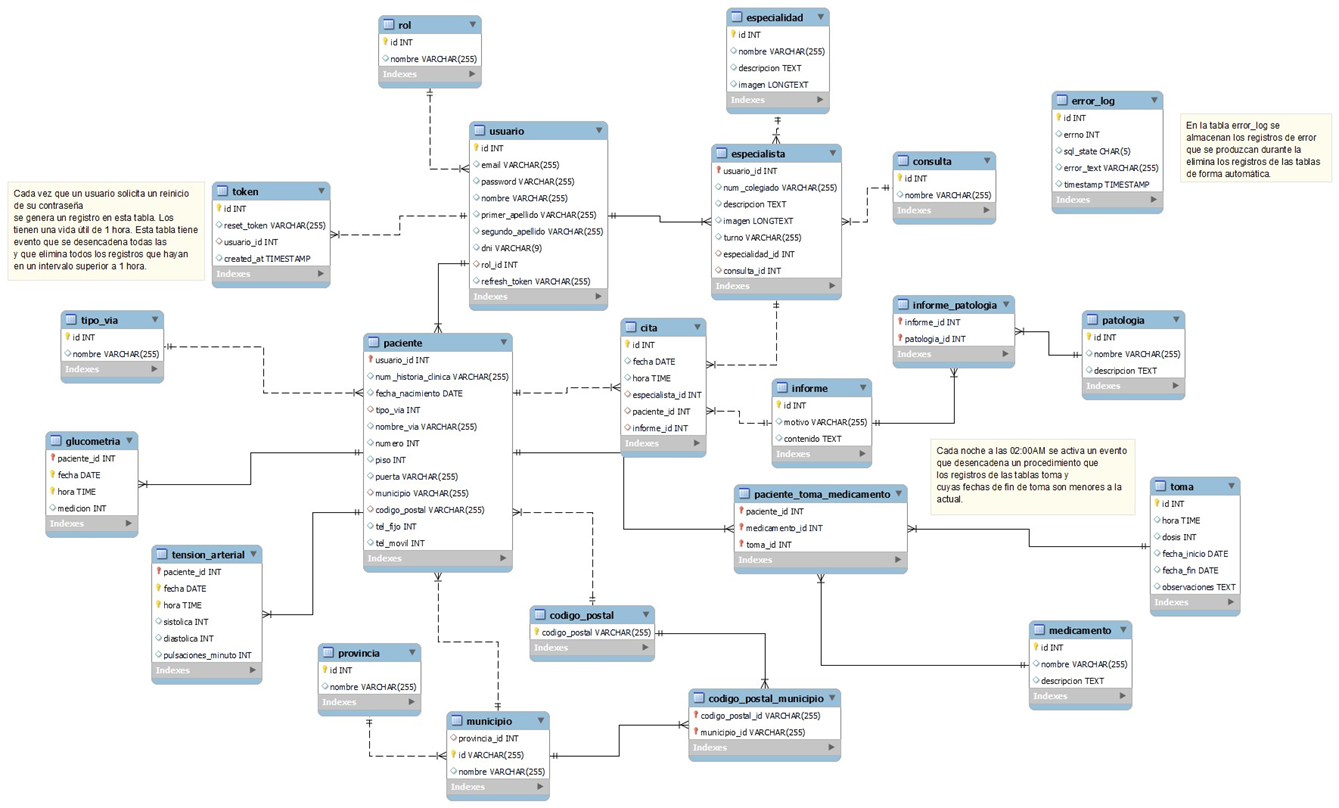 rol
id INT
nombre VARCHAR(255)
Indexes
especialidad
id INT
nombre VARCHAR(255)
descripcion TEXT
imagen LONGTEXT
Indexes
error_log
id INT
errno INT
sql_state CHAR(5)
error_text VARCHAR(255)
timestamp TIMESTAMP
Indexes
En la tabla error_log se
almacenan los registros de error
que se produzcan durante la
elimina los registros de las tablas
de forma automática.
usuario
id INT
email VARCHAR(255)
password VARCHAR(255)
nombre VARCHAR(255)
primer_apellido VARCHAR(255)
segundo_apellido VARCHAR(255)
dni VARCHAR(9)
rol_id INT
refresh_token VARCHAR(255)
Indexes
especialista
usuario_id INT
num_colegiado VARCHAR(255)
descripcion TEXT
imagen LONGTEXT
turno VARCHAR(255)
especialidad_id INT
consulta_id INT
Indexes
consulta
id INT
nombre VARCHAR(255)
Indexes
Cada vez que un usuario solicita un reinicio
de su contraseña
se genera un registro en esta tabla. Los
tienen una vida útil de 1 hora. Esta tabla tiene
evento que se desencadena todas las
y que elimina todos los registros que hayan
en un intervalo superior a 1 hora.
token
id INT
reset_token VARCHAR(255)
usuario_id INT
created_at TIMESTAMP
Indexes
tipo_via
id INT
nombre VARCHAR(255)
Indexes
paciente
usuario_id INT
num_historia_clinica VARCHAR(255)
fecha_nacimiento DATE
tipo_via INT
nombre_via VARCHAR(255)
numero INT
piso INT
puerta VARCHAR(255)
municipio VARCHAR(255)
codigo_postal VARCHAR(255)
tel_fijo INT
tel_movil INT
Indexes
cita
id INT
fecha DATE
hora TIME
especialista_id INT
paciente_id INT
informe_id INT
Indexes
informe_patologia
informe_id INT
patologia_id INT
Indexes
patologia
id INT
nombre VARCHAR(255)
descripcion TEXT
Indexes
informe
id INT
motivo VARCHAR(255)
contenido TEXT
Indexes
glucometria
paciente_id INT
fecha DATE
hora TIME
medicion INT
Indexes
Cada noche a las 02:00AM se activa un evento
que desencadena un procedimiento que
los registros de las tablas toma y
cuyas fechas de fin de toma son menores a la
actual.
paciente_toma_medicamento
paciente_id INT
medicamento_id INT
toma_id INT
Indexes
toma
id INT
hora TIME
dosis INT
fecha_inicio DATE
fecha_fin DATE
observaciones TEXT
Indexes
tension_arterial
paciente_id INT
fecha DATE
hora TIME
sistolica INT
diastolica INT
pulsaciones_minuto INT
Indexes
codigo_postal
codigo_postal VARCHAR(255)
Indexes
medicamento
id INT
nombre VARCHAR(255)
descripcion TEXT
Indexes
provincia
id INT
nombre VARCHAR(255)
Indexes
codigo_postal_municipio
codigo_postal_id VARCHAR(255)
municipio_id VARCHAR(255)
Indexes
municipio
provincia_id INT
id VARCHAR(255)
nombre VARCHAR(255)
Indexes